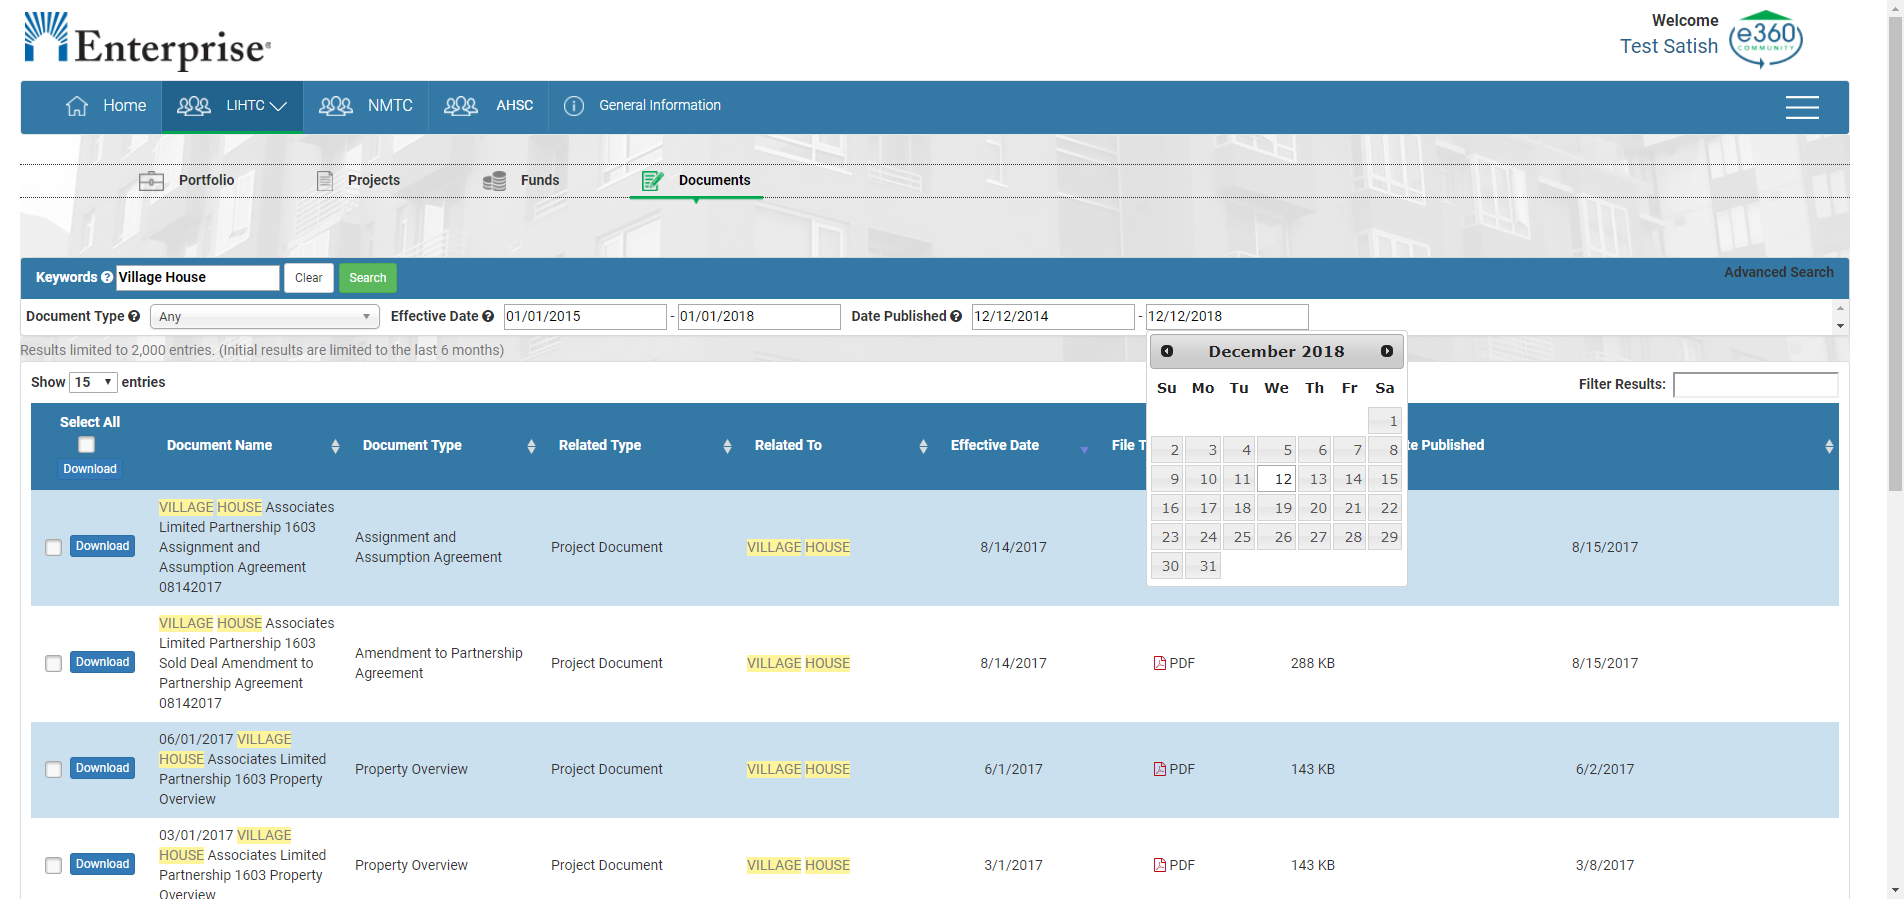 Enterprise®
Welcome
Test Satish
e360
COMMUNITY
Home
LIHTC
NMTC
AHSC
General Information
Portfolio
Projects
Funds
Documents
Keywords
Village House
Clear
Search
Advanced Search
Document Type
Any
Effective Date
01/01/2015 - 01/01/2018
Date Published
12/12/2014 - 12/12/2018
Results limited to 2,000 entries. (Initial results are limited to the last 6 months)
Show 15 entries
Filter Results:
December 2018
Su Mo Tu We Th Fr Sa
1
2 3 4 5 6 7 8
9 10 11 12 13 14 15
16 17 18 19 20 21 22
23 24 25 26 27 28 29
30 31
Select All
Download
Document Name
Document Type
Related Type
Related To
Effective Date
File T
te Published
Download
VILLAGE HOUSE Associates
Limited Partnership 1603
Assignment and
Assumption Agreement
08142017
Assignment and
Assumption Agreement
Project Document
VILLAGE HOUSE
8/14/2017
8/15/2017
Download
VILLAGE HOUSE Associates
Limited Partnership 1603
Sold Deal Amendment to
Partnership Agreement
08142017
Amendment to Partnership
Agreement
Project Document
VILLAGE HOUSE
8/14/2017
PDF
288 KB
8/15/2017
Download
06/01/2017 VILLAGE
HOUSE Associates Limited
Partnership 1603 Property
Overview
Property Overview
Project Document
VILLAGE HOUSE
6/1/2017
PDF
143 KB
6/2/2017
Download
03/01/2017 VILLAGE
HOUSE Associates Limited
Partnership 1603 Property
Overview
Property Overview
Project Document
VILLAGE HOUSE
3/1/2017
PDF
143 KB
3/8/2017